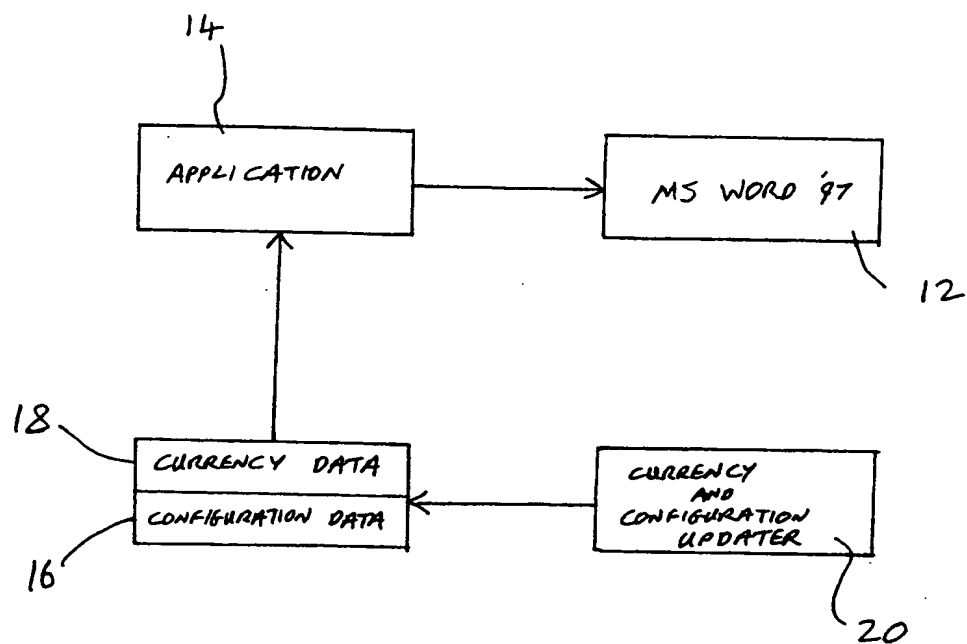 14
APPLICATION
MS WORD '97
12
18
CURRENCY DATA
CONFIGURATION DATA
16
CURRENCY
AND
CONFIGURATION
UPDATER
20